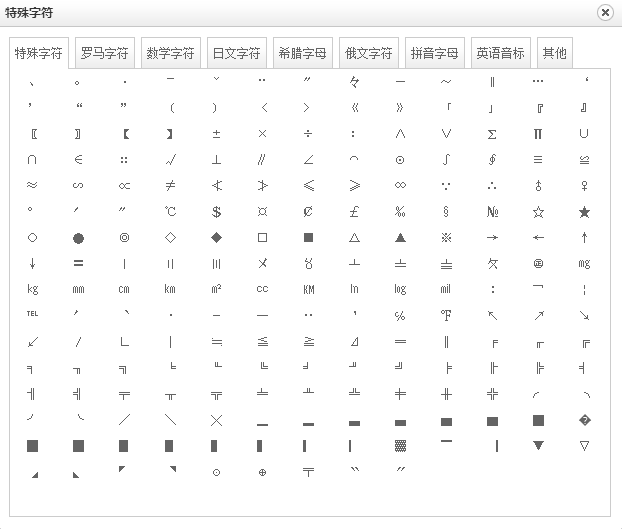 特殊字符
特殊字符 罗马字符 数学字符 日文字符 希腊字母 俄文字符 拼音字母 英语音标 其他
、 。 · ˉ ˇ ¨ 〃 々 — ～ ‖ … ‘
’ “ ” 〔 〕 〈 〉 《 》 「 」 『 』
〖 〗 【 】 ± × ÷ ∶ ∧ ∨ ∑ ∏ ∪
∩ ∈ ∷ √ ⊥ ∥ ∠ ⌒ ⊙ ∫ ∮ ≡ ≌
≈ ∽ ∝ ≠ ≮ ≯ ≤ ≥ ∞ ∵ ∴ ♂ ♀
° ′ ″ ℃ ＄ ¤ ￠ ￡ ‰ § № ☆ ★
○ ● ◎ ◇ ◆ □ ■ △ ▲ ※ → ← ↑
↓ 〓 〡 〢 〣 〤 〥 〦 〧 〨 〩 ㊣ ㎎
㎏ ㎜ ㎝ ㎞ ㎡ ㏄ ㏎ ㏑ ㏒ ㏕ ︰ ￢ ￤
℡ ˊ ˋ ˙ – ― ‥ ‵ ℅ ℉ ↖ ↗ ↘
↙ ∕ ∟ ∣ ≒ ≦ ≧ ⊿ ═ ║ ╒ ╓ ╔
╕ ╖ ╗ ╘ ╙ ╚ ╛ ╜ ╝ ╞ ╟ ╠ ╡
╢ ╣ ╤ ╥ ╦ ╧ ╨ ╩ ╪ ╫ ╬ ╭ ╮
╯ ╰ ╱ ╲ ╳ ▁ ▂ ▃ ▄ ▅ ▆ ▇ �
█ ▉ ▊ ▋ ▌ ▍ ▎ ▏ ▓ ▔ ▕ ▼ ▽
◢ ◣ ◤ ◥ ☉ ⊕ 〒 〝 〞